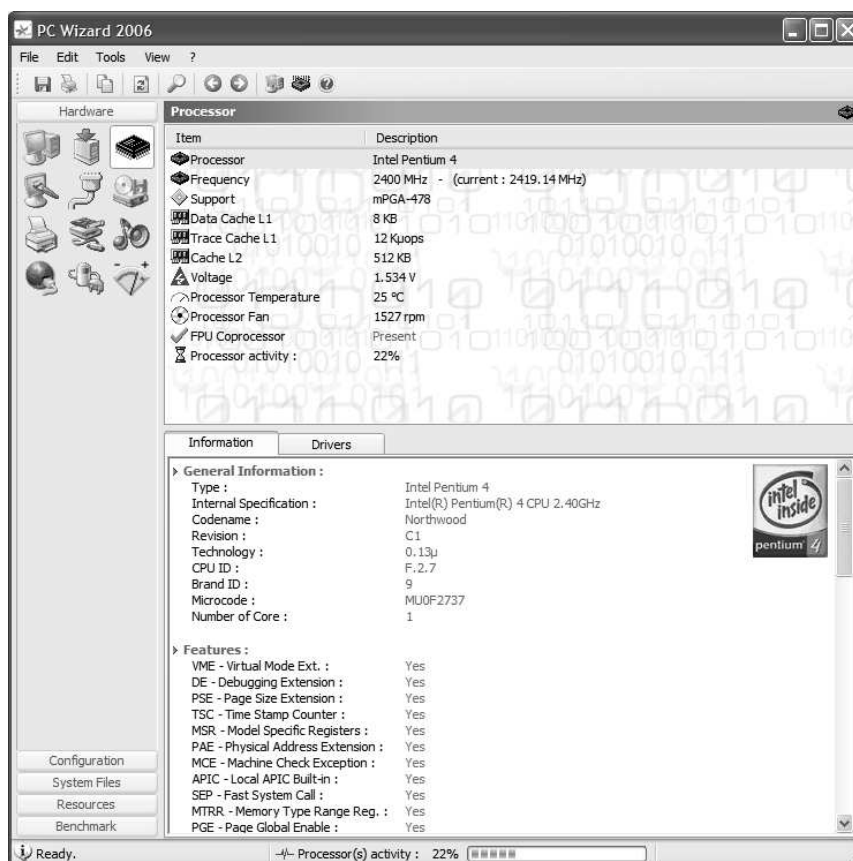 PC Wizard 2006
File Edit Tools View ?
Hardware
Processor
Item Description
Processor Intel Pentium 4
Frequency 2400 MHz - (current : 2419.14 MHz)
Support mPGA-478
Data Cache L1 8 KB
Trace Cache L1 12 Kµops
Cache L2 512 KB
Voltage 1.534 V
Processor Temperature 25 ºC
Processor Fan 1527 rpm
FPU Coprocessor Present
Processor activity : 22%
Information Drivers
General Information :
Type : Intel Pentium 4
Internal Specification : Intel(R) Pentium(R) 4 CPU 2.40GHz
Codename : Northwood
Revision : C1
Technology : 0.13µ
CPU ID : F.2.7
Brand ID : 9
Microcode : MU0F2737
Number of Core : 1
intel
inside
pentium 4
Features :
VME - Virtual Mode Ext. : Yes
DE - Debugging Extension : Yes
PSE - Page Size Extension : Yes
TSC - Time Stamp Counter : Yes
MSR - Model Specific Registers : Yes
PAE - Physical Address Extension : Yes
MCE - Machine Check Exception : Yes
APIC - Local APIC Built-in : Yes
SEP - Fast System Call : Yes
MTRR - Memory Type Range Reg. : Yes
PGE - Page Global Enable : Yes
Configuration
System Files
Resources
Benchmark
Ready. Processor(s) activity : 22%